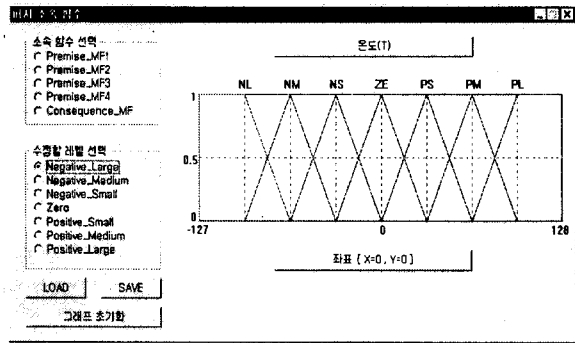 퍼지 소속 함수
소속 함수 선택
Premise_MF1
Premise_MF2
Premise_MF3
Premise_MF4
Consequence_MF
수정할 레벨 선택
Negative_Large
Negative_Medium
Negative_Small
Zero
Positive_Small
Positive_Medium
Positive_Large
LOAD SAVE
그래프 초기화
온도(T)
NL NM NS ZE PS PM PL
1
0.5
0
-127 0 128
좌표 ( X=0 , Y=0 )